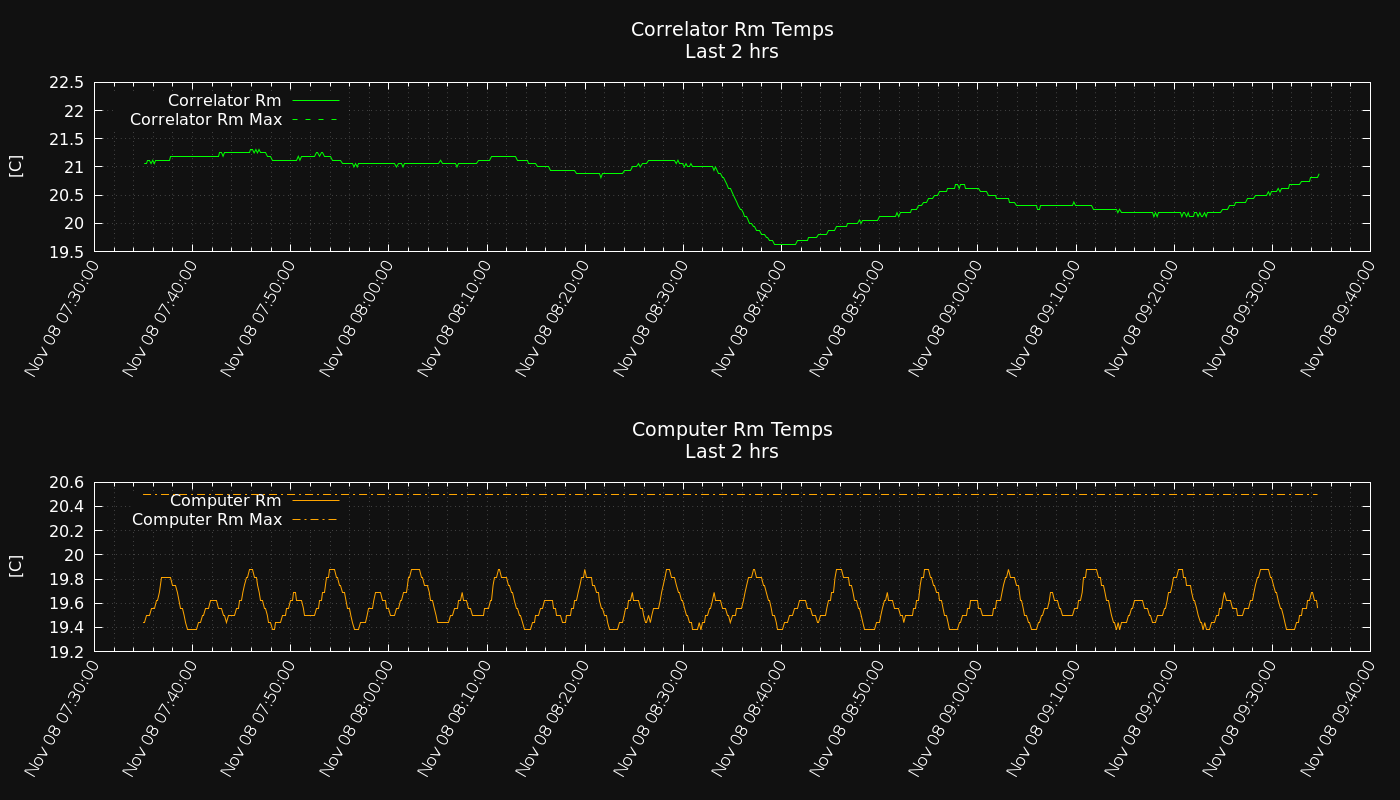 Correlator Rm Temps
Last 2 hrs
22.5
22
21.5
21
20.5
20
19.5
[C]
Correlator Rm
Correlator Rm Max
Nov 08 07:30:00
Nov 08 07:40:00
Nov 08 07:50:00
Nov 08 08:00:00
Nov 08 08:10:00
Nov 08 08:20:00
Nov 08 08:30:00
Nov 08 08:40:00
Nov 08 08:50:00
Nov 08 09:00:00
Nov 08 09:10:00
Nov 08 09:20:00
Nov 08 09:30:00
Nov 08 09:40:00
Computer Rm Temps
Last 2 hrs
20.6
20.4
20.2
20
19.8
19.6
19.4
19.2
[C]
Computer Rm
Computer Rm Max
Nov 08 07:30:00
Nov 08 07:40:00
Nov 08 07:50:00
Nov 08 08:00:00
Nov 08 08:10:00
Nov 08 08:20:00
Nov 08 08:30:00
Nov 08 08:40:00
Nov 08 08:50:00
Nov 08 09:00:00
Nov 08 09:10:00
Nov 08 09:20:00
Nov 08 09:30:00
Nov 08 09:40:00